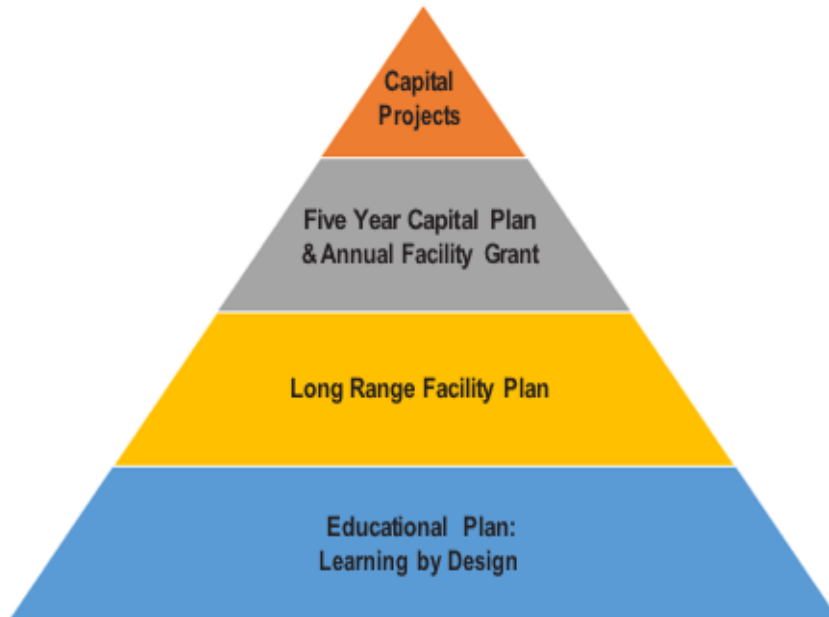 Capital
Projects
Five Year Capital Plan
& Annual Facility Grant
Long Range Facility Plan
Educational Plan:
Learning by Design